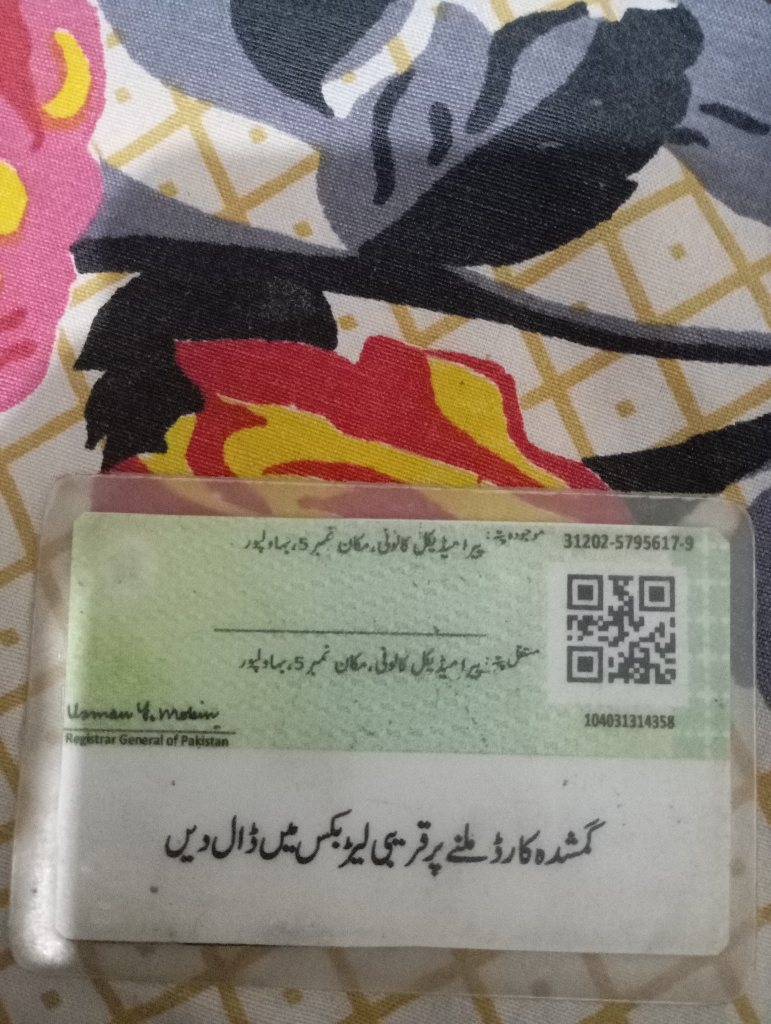 31202-5795617-9
موجودہ پتہ: پیرا میڈیکل کالونی، مکان نمبر 5، بہاولپور
مستقل پتہ: پیرا میڈیکل کالونی، مکان نمبر 5، بہاولپور
104031314358
Usman Y. Mobin
Registrar General of Pakistan
گمشدہ کارڈ ملنے پر قریبی لیٹر بکس میں ڈال دیں